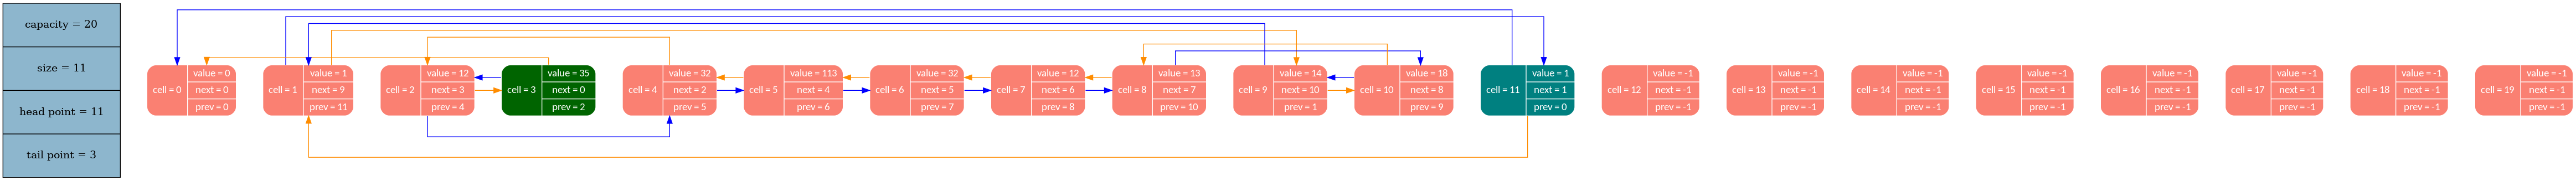 capacity = 20
size = 11
head point = 11
tail point = 3
cell = 0
value = 0
next = 0
prev = 0
cell = 1
value = 1
next = 9
prev = 11
cell = 2
value = 12
next = 3
prev = 4
cell = 3
value = 35
next = 0
prev = 2
cell = 4
value = 32
next = 2
prev = 5
cell = 5
value = 113
next = 4
prev = 6
cell = 6
value = 32
next = 5
prev = 7
cell = 7
value = 12
next = 6
prev = 8
cell = 8
value = 13
next = 7
prev = 10
cell = 9
value = 14
next = 10
prev = 1
cell = 10
value = 18
next = 8
prev = 9
cell = 11
value = 1
next = 1
prev = 0
cell = 12
value = -1
next = -1
prev = -1
cell = 13
value = -1
next = -1
prev = -1
cell = 14
value = -1
next = -1
prev = -1
cell = 15
value = -1
next = -1
prev = -1
cell = 16
value = -1
next = -1
prev = -1
cell = 17
value = -1
next = -1
prev = -1
cell = 18
value = -1
next = -1
prev = -1
cell = 19
value = -1
next = -1
prev = -1